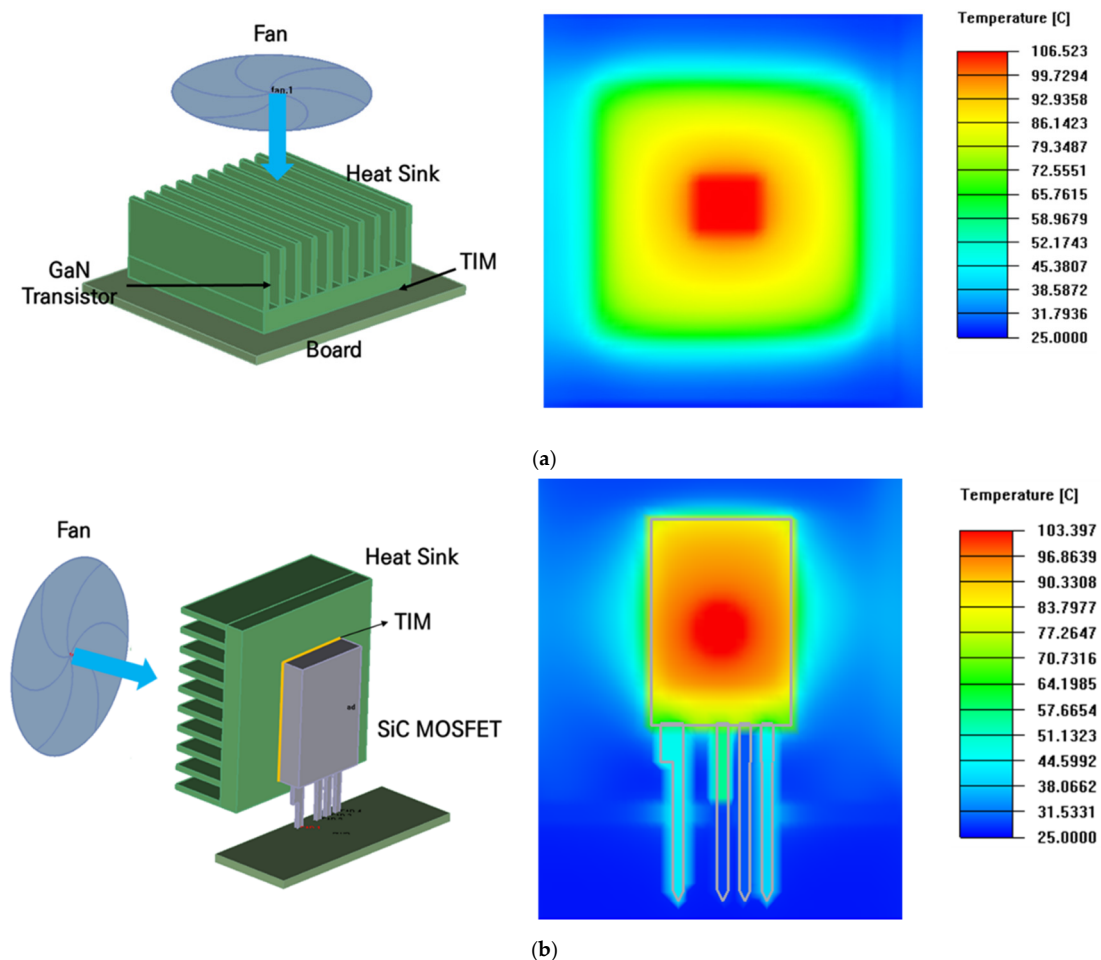 Fan
fan.1
Heat Sink
GaN
Transistor
TIM
Board
Temperature [C]
106.523
99.7294
92.9358
86.1423
79.3487
72.5551
65.7615
58.9679
52.1743
45.3807
38.5872
31.7936
25.0000
(a)
Fan
Heat Sink
TIM
SiC MOSFET
Temperature [C]
103.397
96.8639
90.3308
83.7977
77.2647
70.7316
64.1985
57.6654
51.1323
44.5992
38.0662
31.5331
25.0000
(b)